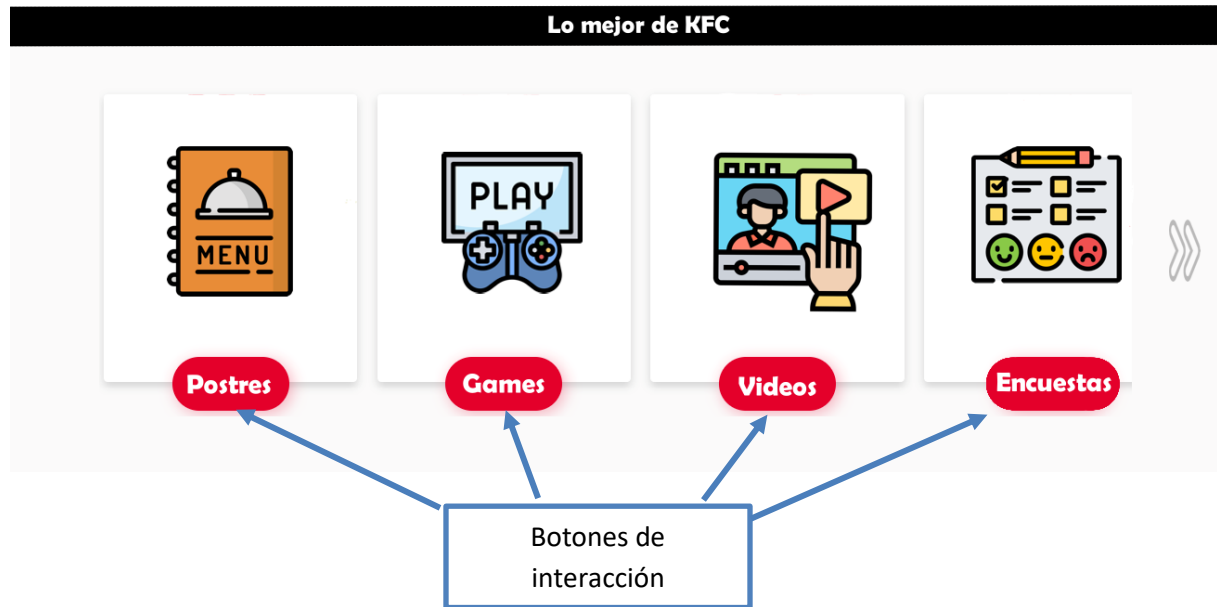 Lo mejor de KFC
MENU
PLAY
Postres
Games
Videos
Encuestas
Botones de
interacción